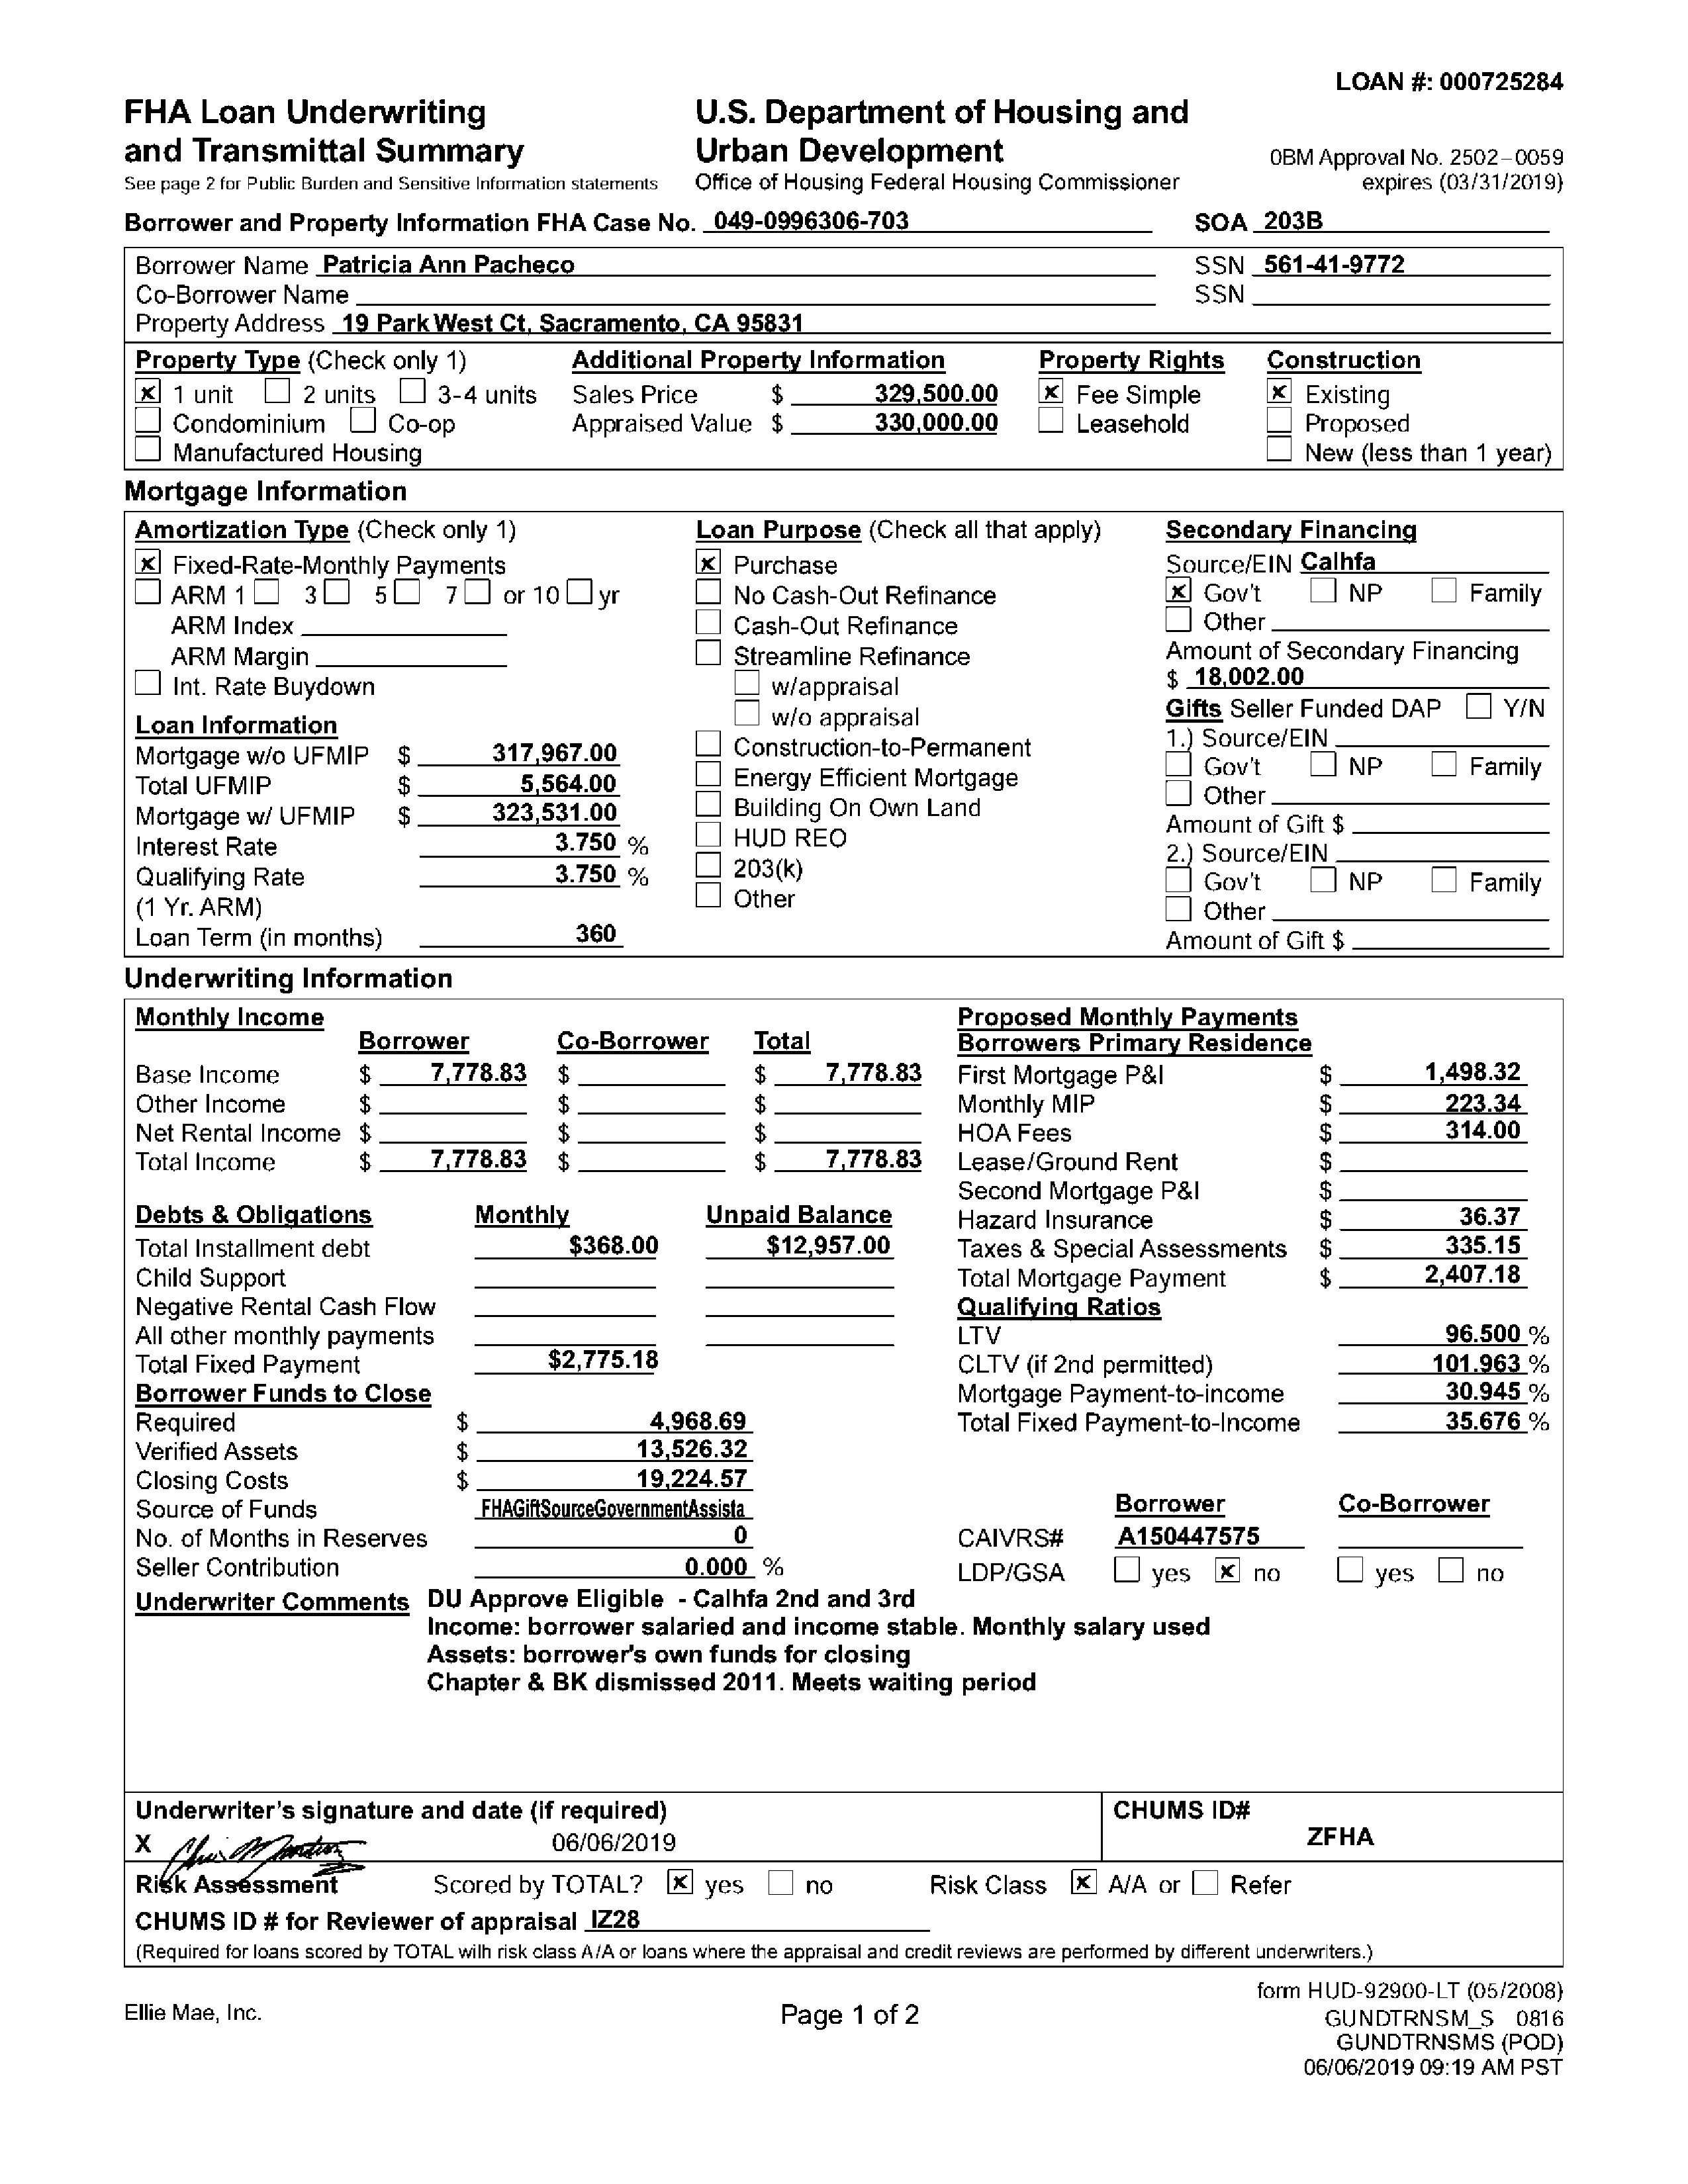 LOAN #: 000725284
FHA Loan Underwriting
and Transmittal Summary
See page 2 for Public Burden and Sensitive Information statements
U.S. Department of Housing and
Urban Development
Office of Housing Federal Housing Commissioner
0BM Approval No. 2502-0059
expires (03/31/2019)
Borrower and Property Information FHA Case No. 049-0996306-703 SOA 203B
Borrower Name Patricia Ann Pacheco SSN 561-41-9772
Co-Borrower Name SSN
Property Address 19 Park West Ct, Sacramento, CA 95831
Property Type (Check only 1)
1 unit 2 units 3-4 units
Condominium Co-op
Manufactured Housing
Additional Property Information
Sales Price $ 329,500.00
Appraised Value $ 330,000.00
Property Rights
Fee Simple
Leasehold
Construction
Existing
Proposed
New (less than 1 year)
Mortgage Information
Amortization Type (Check only 1)
Fixed-Rate-Monthly Payments
ARM 1 3 5 7 or 10 yr
ARM Index
ARM Margin
Int. Rate Buydown
Loan Information
Mortgage w/o UFMIP $ 317,967.00
Total UFMIP $ 5,564.00
Mortgage w/ UFMIP $ 323,531.00
Interest Rate 3.750 %
Qualifying Rate 3.750 %
(1 Yr. ARM)
Loan Term (in months) 360
Loan Purpose (Check all that apply)
Purchase
No Cash-Out Refinance
Cash-Out Refinance
Streamline Refinance
w/appraisal
w/o appraisal
Construction-to-Permanent
Energy Efficient Mortgage
Building On Own Land
HUD REO
203(k)
Other
Secondary Financing
Source/EIN Calhfa
Gov't NP Family
Other
Amount of Secondary Financing
$ 18,002.00
Gifts Seller Funded DAP Y/N
1.) Source/EIN
Gov't NP Family
Other
Amount of Gift $
2.) Source/EIN
Gov't NP Family
Other
Amount of Gift $
Underwriting Information
Monthly Income
Borrower Co-Borrower Total
Base Income $ 7,778.83 $ $ 7,778.83
Other Income $ $ $
Net Rental Income $ $ $
Total Income $ 7,778.83 $ $ 7,778.83
Debts & Obligations Monthly Unpaid Balance
Total Installment debt $368.00 $12,957.00
Child Support
Negative Rental Cash Flow
All other monthly payments
Total Fixed Payment $2,775.18
Borrower Funds to Close
Required $ 4,968.69
Verified Assets $ 13,526.32
Closing Costs $ 19,224.57
Source of Funds FHAGiftSourceGovernmentAssista
No. of Months in Reserves 0
Seller Contribution 0.000 %
Proposed Monthly Payments
Borrowers Primary Residence
First Mortgage P&I $ 1,498.32
Monthly MIP $ 223.34
HOA Fees $ 314.00
Lease/Ground Rent $
Second Mortgage P&I $
Hazard Insurance $ 36.37
Taxes & Special Assessments $ 335.15
Total Mortgage Payment $ 2,407.18
Qualifying Ratios
LTV 96.500 %
CLTV (if 2nd permitted) 101.963 %
Mortgage Payment-to-income 30.945 %
Total Fixed Payment-to-Income 35.676 %
Borrower Co-Borrower
CAIVRS# A150447575
LDP/GSA yes no yes no
Underwriter Comments DU Approve Eligible - Calhfa 2nd and 3rd
Income: borrower salaried and income stable. Monthly salary used
Assets: borrower's own funds for closing
Chapter & BK dismissed 2011. Meets waiting period
Underwriter's signature and date (if required)
X 06/06/2019
CHUMS ID#
ZFHA
Risk Assessment Scored by TOTAL? yes no Risk Class A/A or Refer
CHUMS ID # for Reviewer of appraisal IZ28
(Required for loans scored by TOTAL wilh risk class A/A or loans where the appraisal and credit reviews are performed by different underwriters.)
Ellie Mae, Inc.
Page 1 of 2
form HUD-92900-LT (05/2008)
GUNDTRNSM_S 0816
GUNDTRNSMS (POD)
06/06/2019 09:19 AM PST